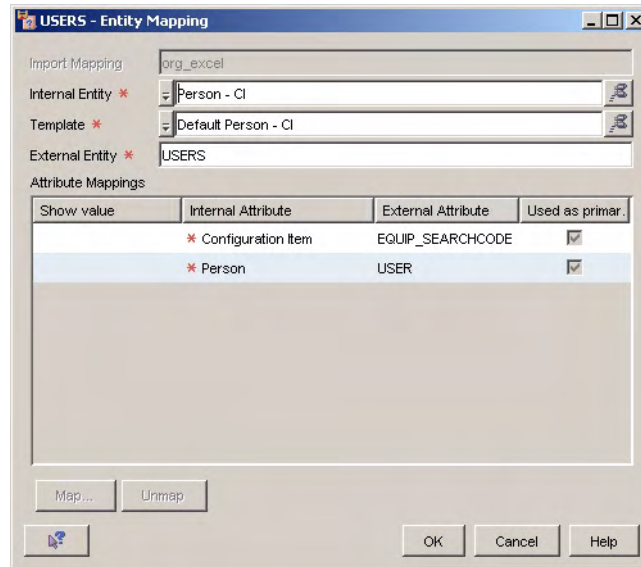 USERS - Entity Mapping
Import Mapping org_excel
Internal Entity * Person - CI
Template * Default Person - CI
External Entity * USERS
Attribute Mappings
Show value Internal Attribute External Attribute Used as primar.
* Configuration Item EQUIP_SEARCHCODE
* Person USER
Map... Unmap
OK Cancel Help